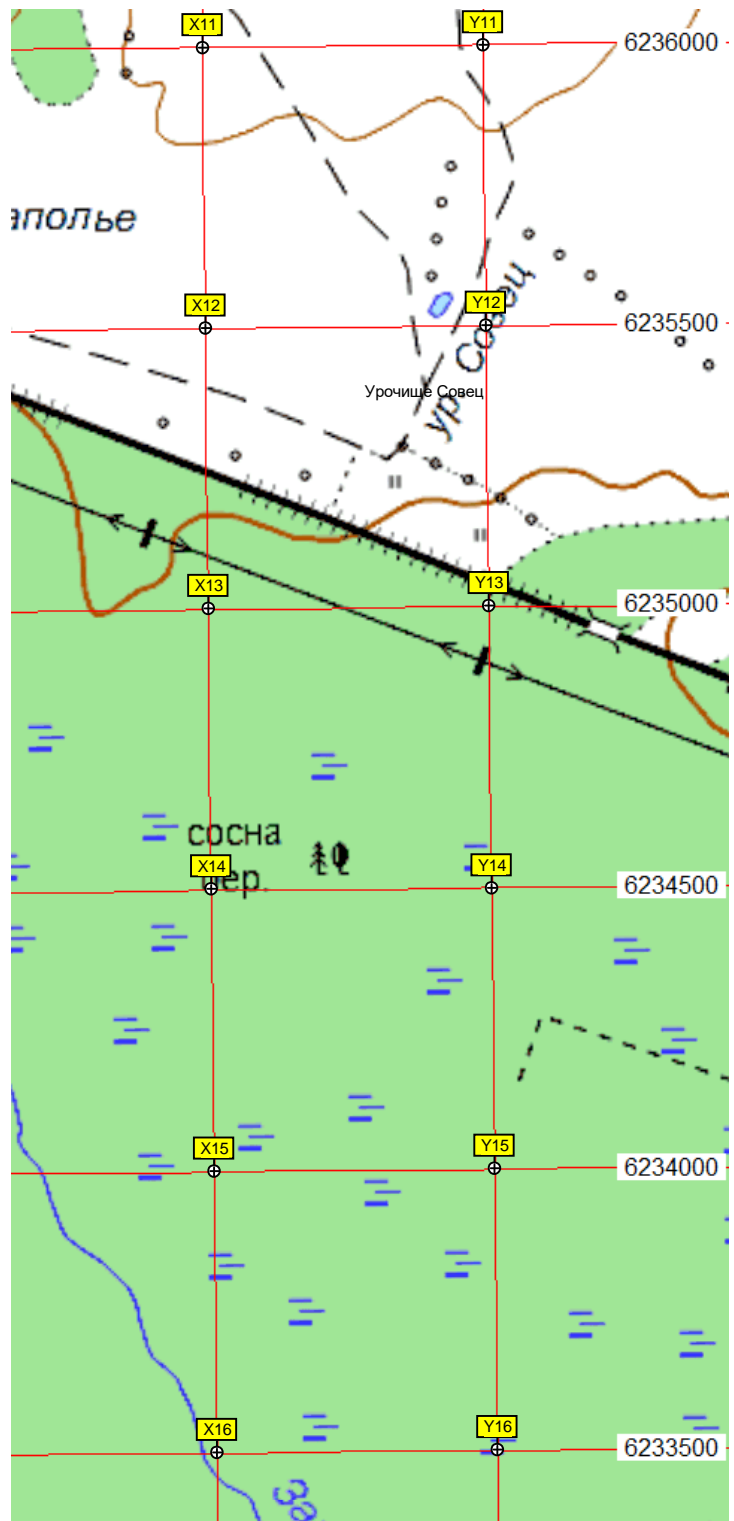 X11
Y11
6236000
аполье
X12
Y12
6235500
ур Совец
Урочище Совец
X13
Y13
6235000
сосна
бер.
X14
Y14
6234500
X15
Y15
6234000
X16
Y16
6233500